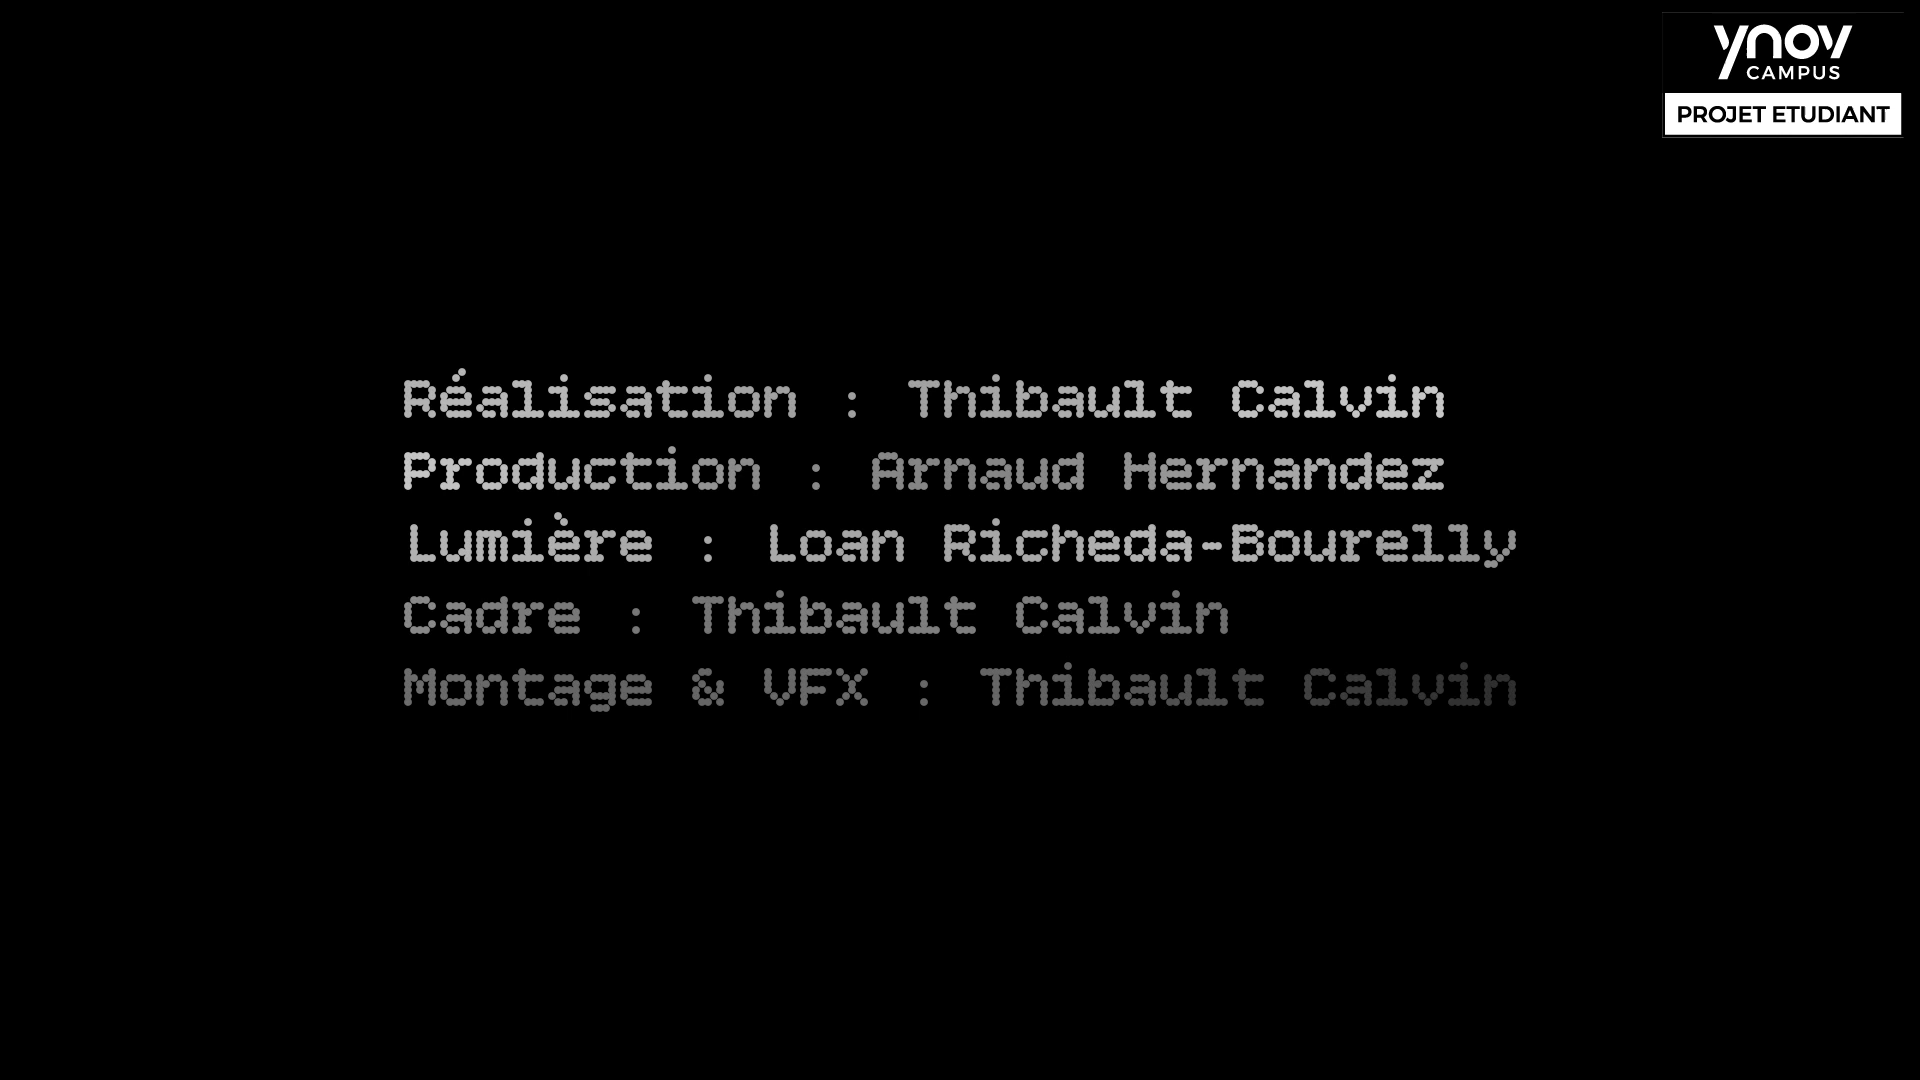 ynov
CAMPUS
PROJET ETUDIANT
Réalisation : Thibault Calvin
Production : Arnaud Hernandez
Lumière : Loan Richeda-Bourelly
Cadre : Thibault Calvin
Montage & VFX : Thibault Calvin